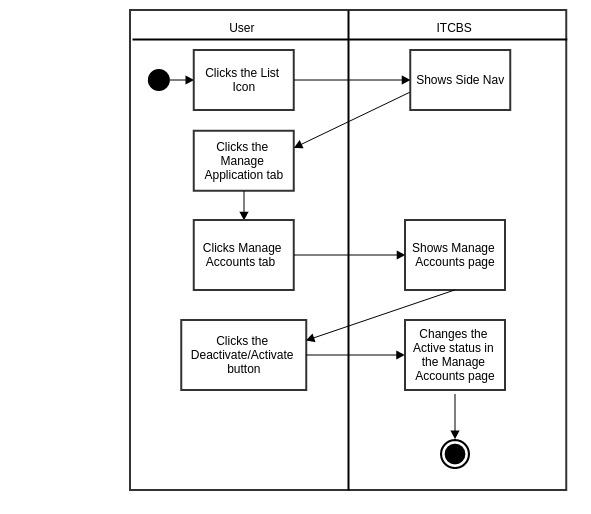 User
ITCBS
Clicks the List
Icon
Shows Side Nav
Clicks the
Manage
Application tab
Clicks Manage
Accounts tab
Shows Manage
Accounts page
Clicks the
Deactivate/Activate
button
Changes the
Active status in
the Manage
Accounts page